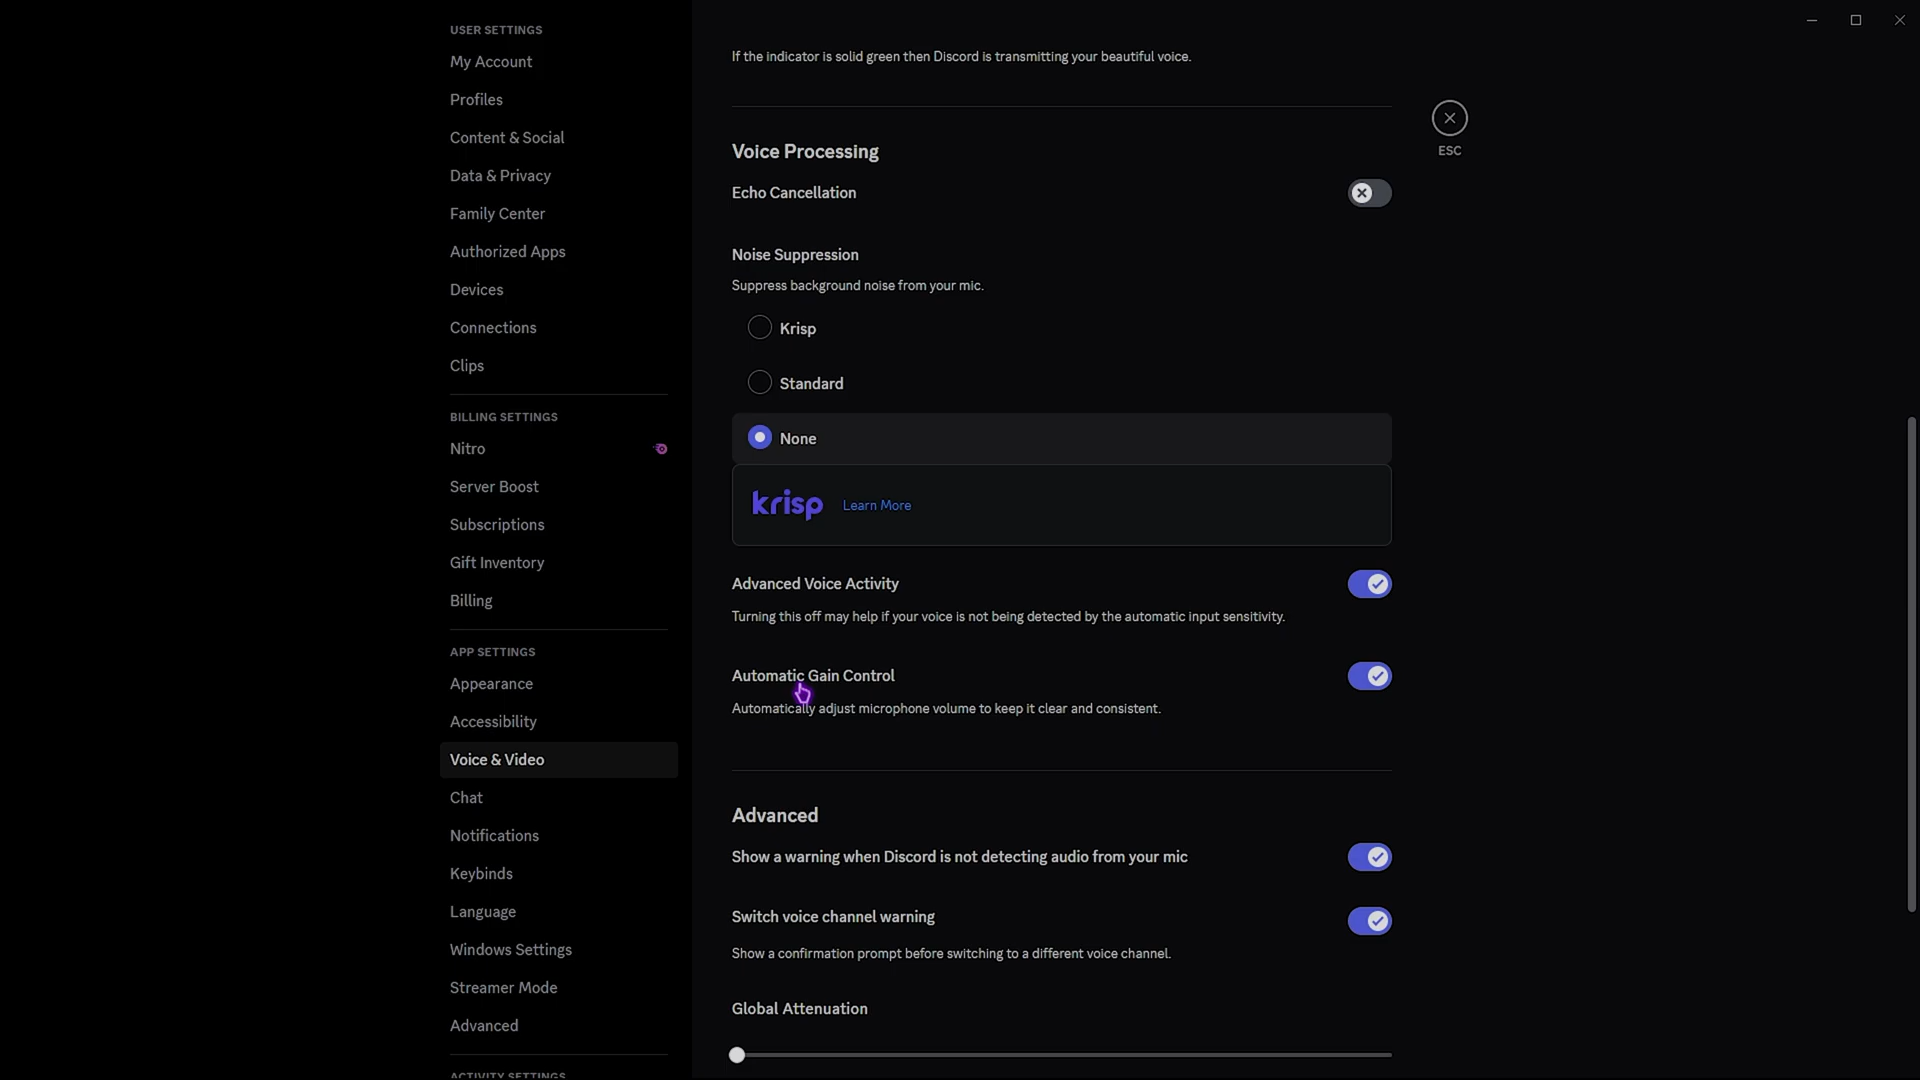 USER SETTINGS
My Account
Profiles
Content & Social
Data & Privacy
Family Center
Authorized Apps
Devices
Connections
Clips
BILLING SETTINGS
Nitro
Server Boost
Subscriptions
Gift Inventory
Billing
APP SETTINGS
Appearance
Accessibility
Voice & Video
Chat
Notifications
Keybinds
Language
Windows Settings
Streamer Mode
Advanced
ACTIVITY SETTINGS
If the indicator is solid green then Discord is transmitting your beautiful voice.
ESC
Voice Processing
Echo Cancellation
Noise Suppression
Suppress background noise from your mic.
Krisp
Standard
None
krisp Learn More
Advanced Voice Activity
Turning this off may help if your voice is not being detected by the automatic input sensitivity.
Automatic Gain Control
Automatically adjust microphone volume to keep it clear and consistent.
Advanced
Show a warning when Discord is not detecting audio from your mic
Switch voice channel warning
Show a confirmation prompt before switching to a different voice channel.
Global Attenuation